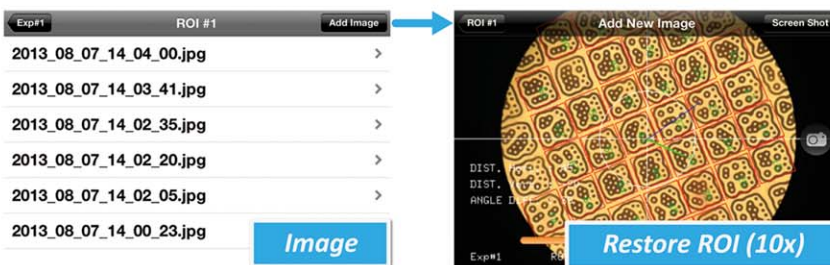 Exp#1 ROI #1 Add Image
2013_08_07_14_04_00.jpg
2013_08_07_14_03_41.jpg
2013_08_07_14_02_35.jpg
2013_08_07_14_02_20.jpg
2013_08_07_14_02_05.jpg
2013_08_07_14_00_23.jpg
Image
ROI #1 Add New Image Screen Shot
DIST.
DIST.
ANGLE
Exp#1
Restore ROI (10x)